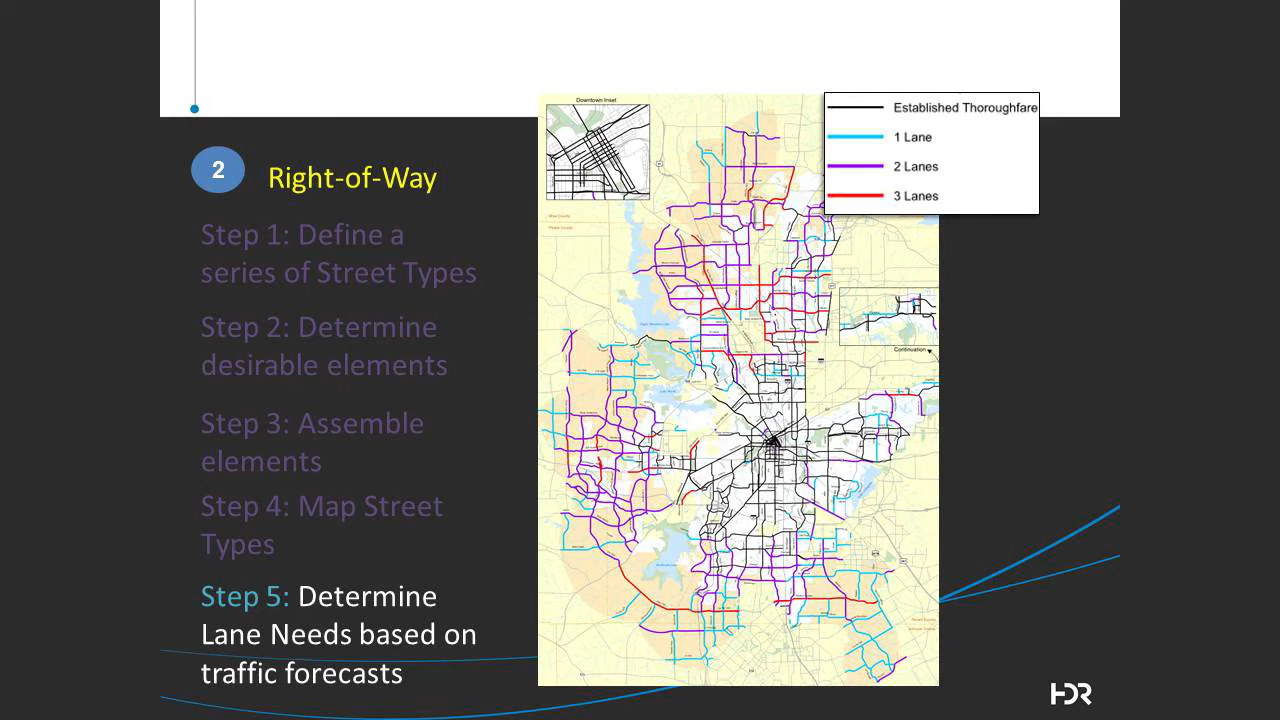 Downtown Inset
Established Thoroughfare
1 Lane
2 Lanes
3 Lanes
2
Right-of-Way
Step 1: Define a
series of Street Types
Step 2: Determine
desirable elements
Step 3: Assemble
elements
Step 4: Map Street
Types
Step 5: Determine
Lane Needs based on
traffic forecasts
Continuation
HDR